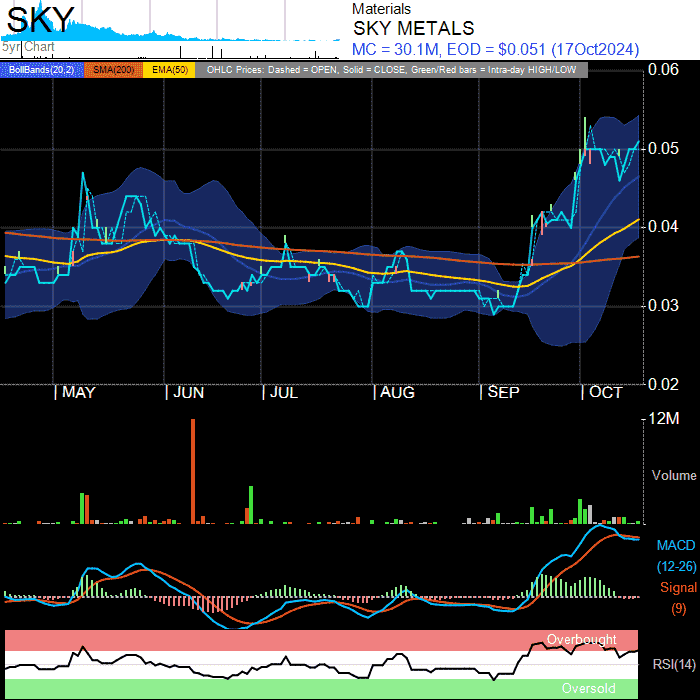 SKY
5yr Chart
Materials
SKY METALS
MC = 30.1M, EOD = $0.051 (17Oct2024)
BollBands(20,2) SMA(200) EMA(50) OHLC Prices: Dashed = OPEN, Solid = CLOSE, Green/Red bars = Intra-day HIGH/LOW
0.06
0.05
0.04
0.03
0.02
| MAY | JUN | JUL | AUG | SEP | OCT
12M
Volume
MACD
(12-26)
Signal
(9)
Overbought
RSI(14)
Oversold